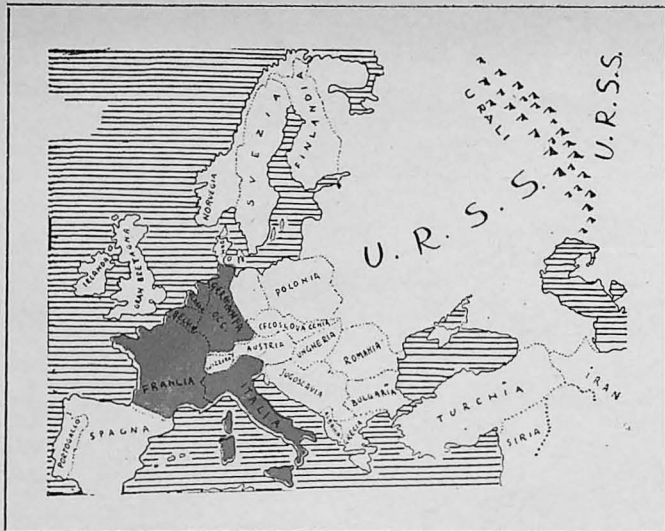 U.R.S.S.
URALI
U. R. S. S.
SVEZIA
FINLANDIA
NORVEGIA
IRLANDA
GRAN BRETAGNA
GERMANIA
OCC.
POLONIA
CECOSLOVACCHIA
AUSTRIA
UNGHERIA
ROMANIA
JUGOSLAVIA
BULGARIA
FRANCIA
ITALIA
SPAGNA
PORTOGALLO
TURCHIA
SIRIA
IRAN